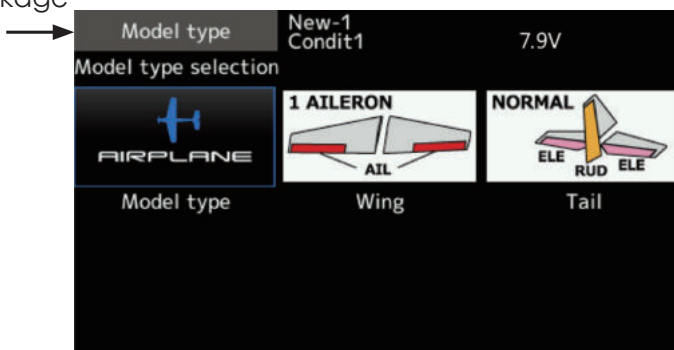 kage
Model type
New-1
Condit1
7.9V
Model type selection
AIRPLANE
1 AILERON
AIL
NORMAL
ELE
RUD
ELE
Model type
Wing
Tail